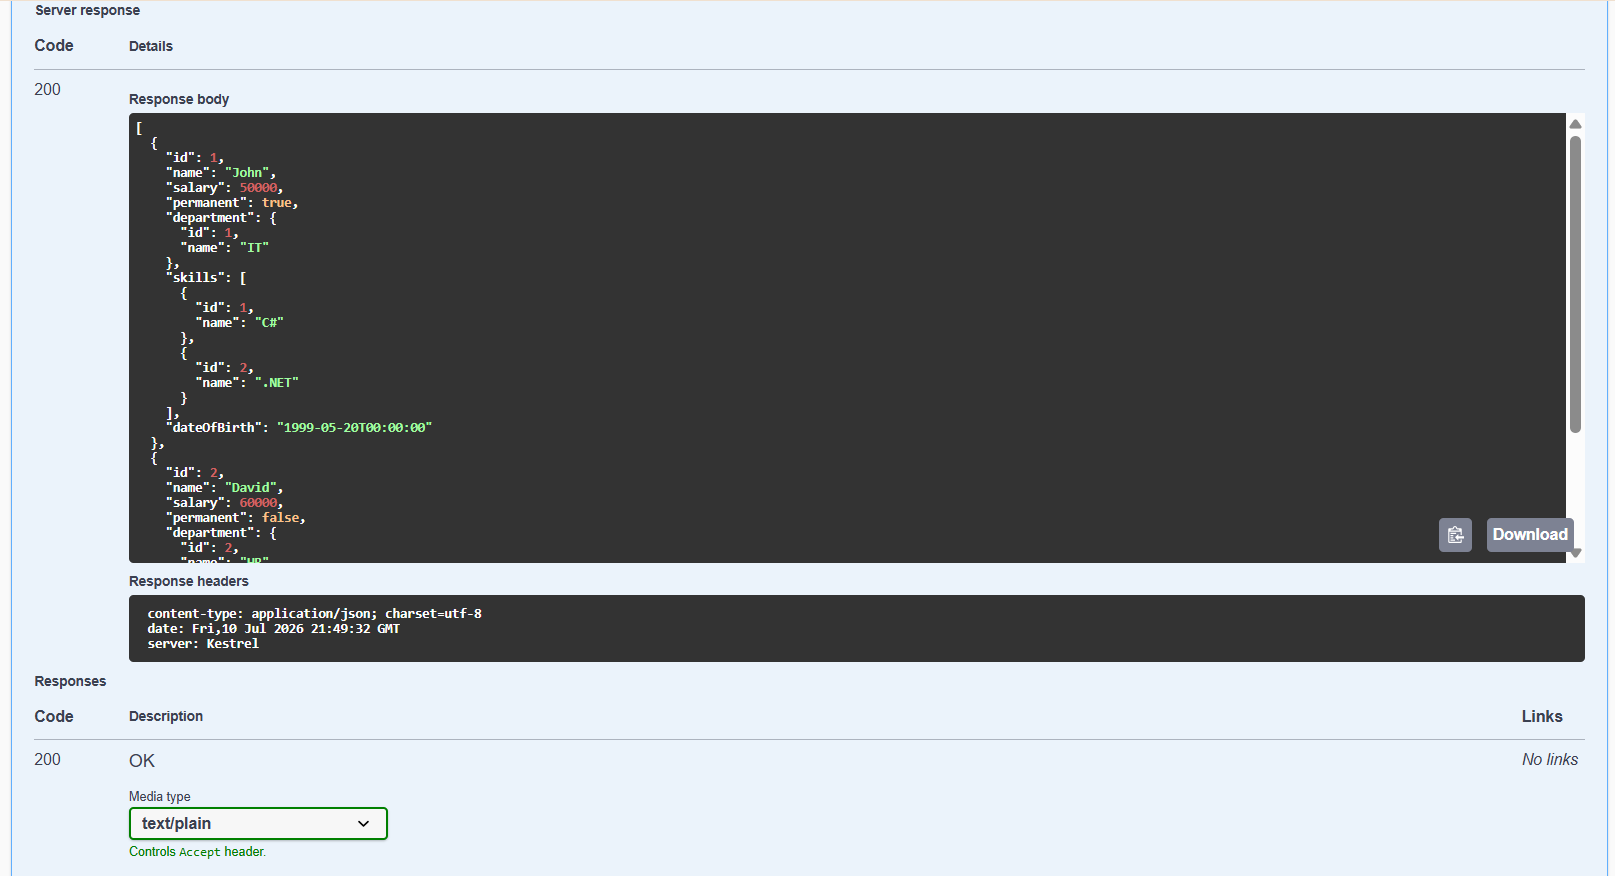 Server response
Code Details
200
Response body
[
  {
    "id": 1,
    "name": "John",
    "salary": 50000,
    "permanent": true,
    "department": {
      "id": 1,
      "name": "IT"
    },
    "skills": [
      {
        "id": 1,
        "name": "C#"
      },
      {
        "id": 2,
        "name": ".NET"
      }
    ],
    "dateOfBirth": "1999-05-20T00:00:00"
  },
  {
    "id": 2,
    "name": "David",
    "salary": 60000,
    "permanent": false,
    "department": {
      "id": 2,
      "name": "HR"
Download
Response headers
content-type: application/json; charset=utf-8
date: Fri,10 Jul 2026 21:49:32 GMT
server: Kestrel
Responses
Code Description Links
200 OK No links
Media type
text/plain
Controls Accept header.